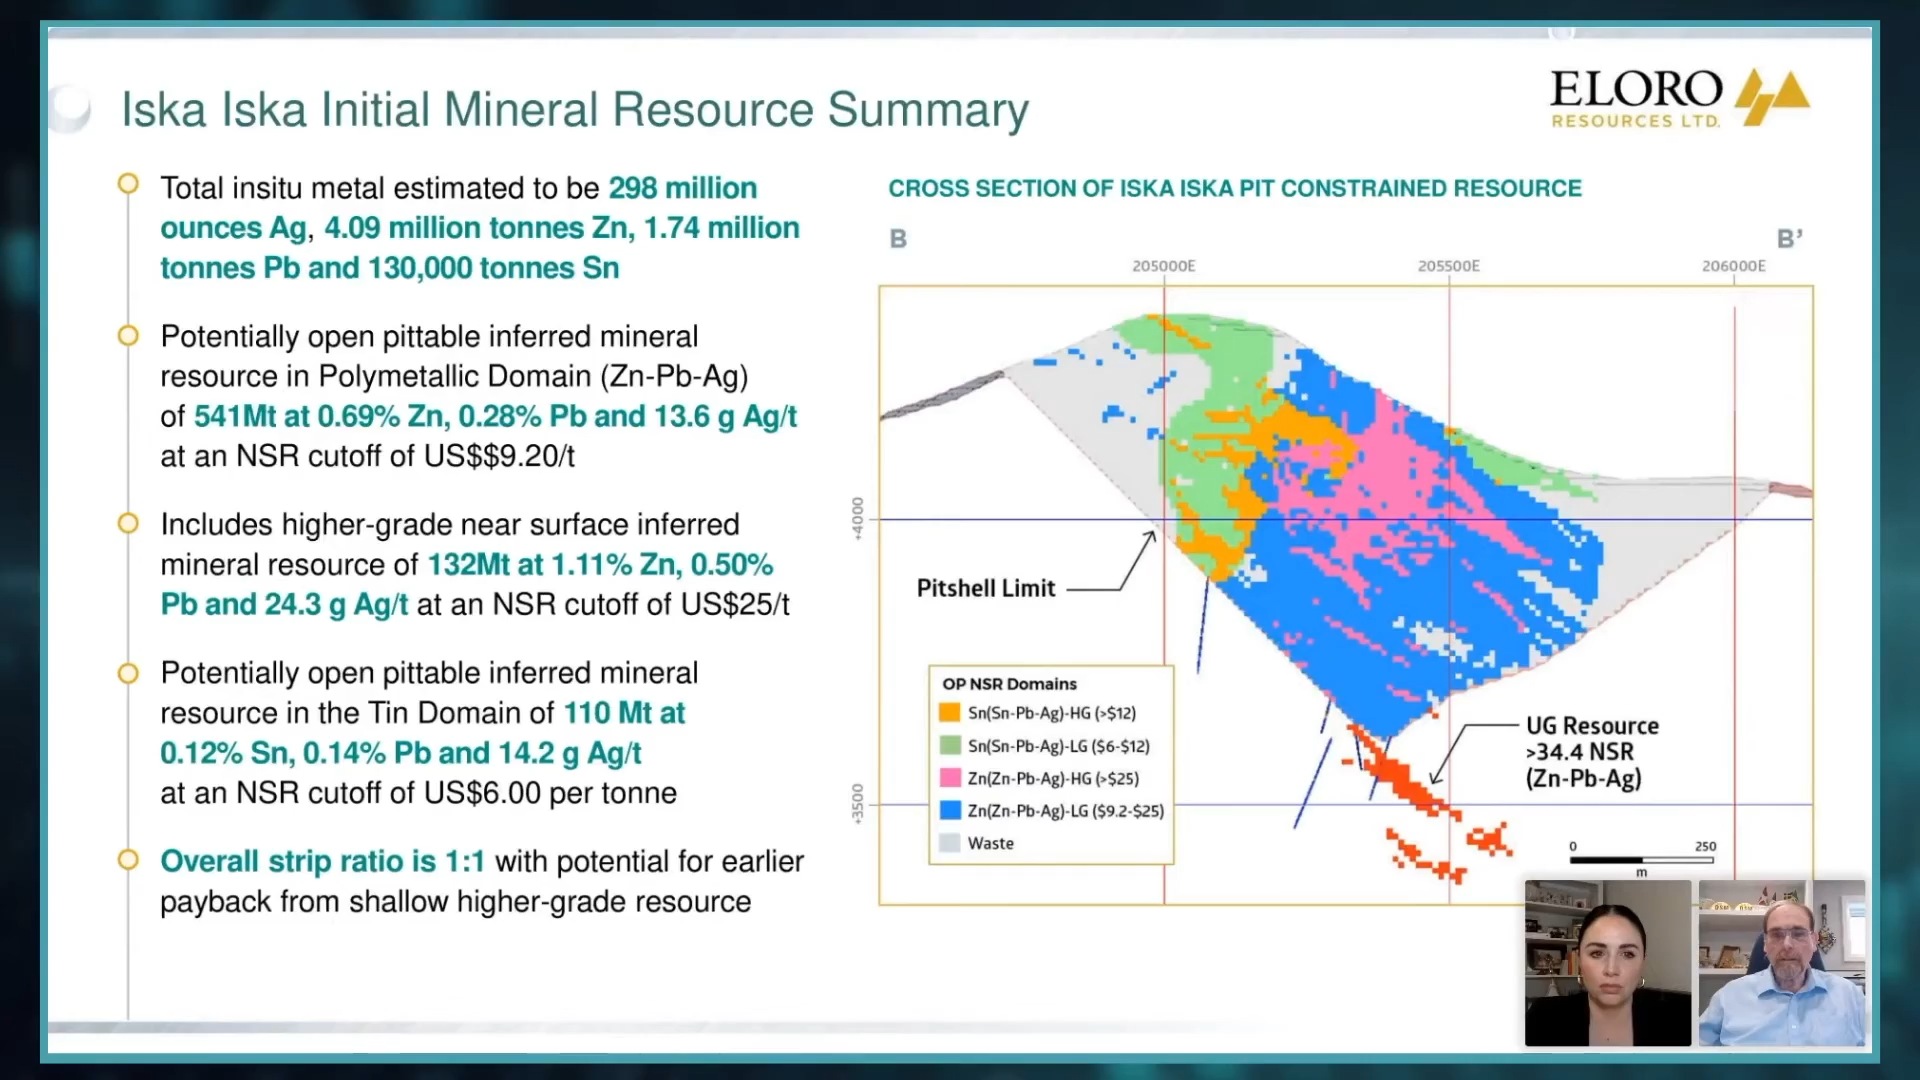 Iska Iska Initial Mineral Resource Summary
ELORO
RESOURCES LTD.
Total insitu metal estimated to be 298 million
ounces Ag, 4.09 million tonnes Zn, 1.74 million
tonnes Pb and 130,000 tonnes Sn
Potentially open pittable inferred mineral
resource in Polymetallic Domain (Zn-Pb-Ag)
of 541Mt at 0.69% Zn, 0.28% Pb and 13.6 g Ag/t
at an NSR cutoff of US$$9.20/t
Includes higher-grade near surface inferred
mineral resource of 132Mt at 1.11% Zn, 0.50%
Pb and 24.3 g Ag/t at an NSR cutoff of US$25/t
Potentially open pittable inferred mineral
resource in the Tin Domain of 110 Mt at
0.12% Sn, 0.14% Pb and 14.2 g Ag/t
at an NSR cutoff of US$6.00 per tonne
Overall strip ratio is 1:1 with potential for earlier
payback from shallow higher-grade resource
CROSS SECTION OF ISKA ISKA PIT CONSTRAINED RESOURCE
B
B’
205000E
205500E
206000E
+4000
+3500
Pitshell Limit
OP NSR Domains
Sn(Sn-Pb-Ag)-HG (>$12)
Sn(Sn-Pb-Ag)-LG ($6-$12)
Zn(Zn-Pb-Ag)-HG (>$25)
Zn(Zn-Pb-Ag)-LG ($9.2-$25)
Waste
UG Resource
>34.4 NSR
(Zn-Pb-Ag)
0
250
m